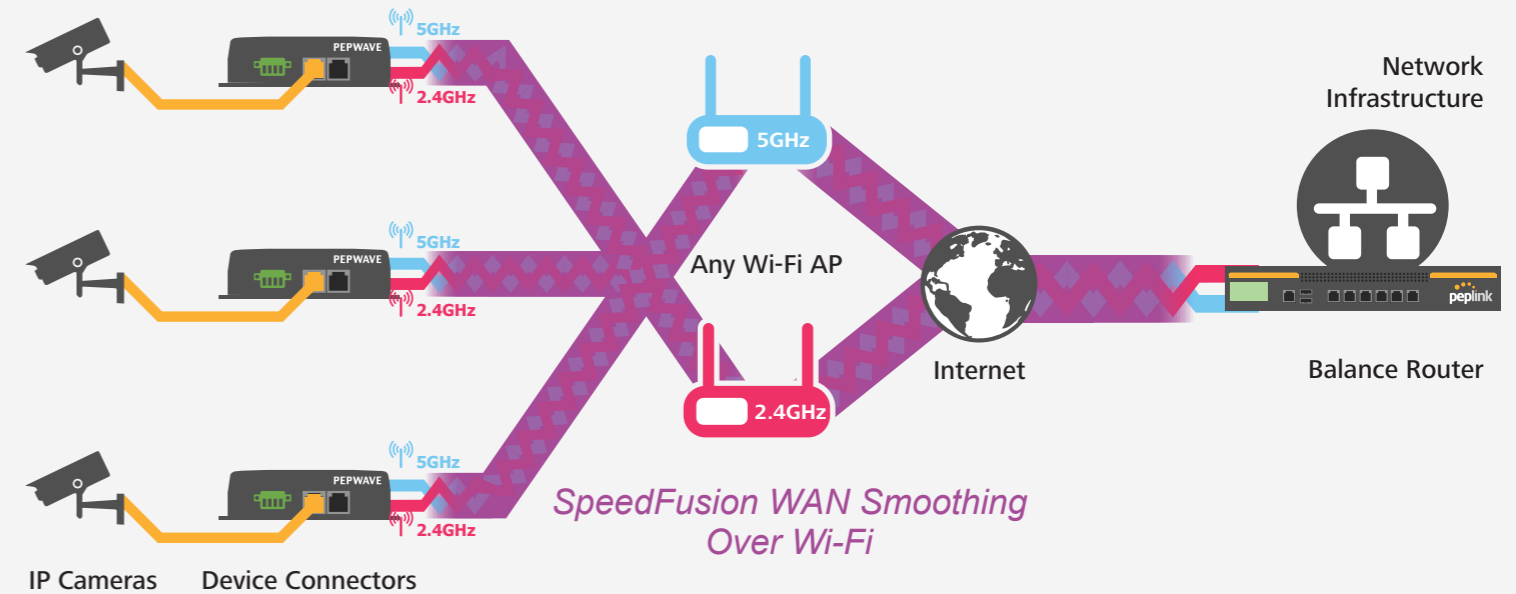 5GHz
PEPWAVE
2.4GHz
5GHz
PEPWAVE
2.4GHz
5GHz
PEPWAVE
2.4GHz
IP Cameras
Device Connectors
5GHz
Any Wi-Fi AP
2.4GHz
SpeedFusion WAN Smoothing
Over Wi-Fi
Internet
Network
Infrastructure
peplink
Balance Router